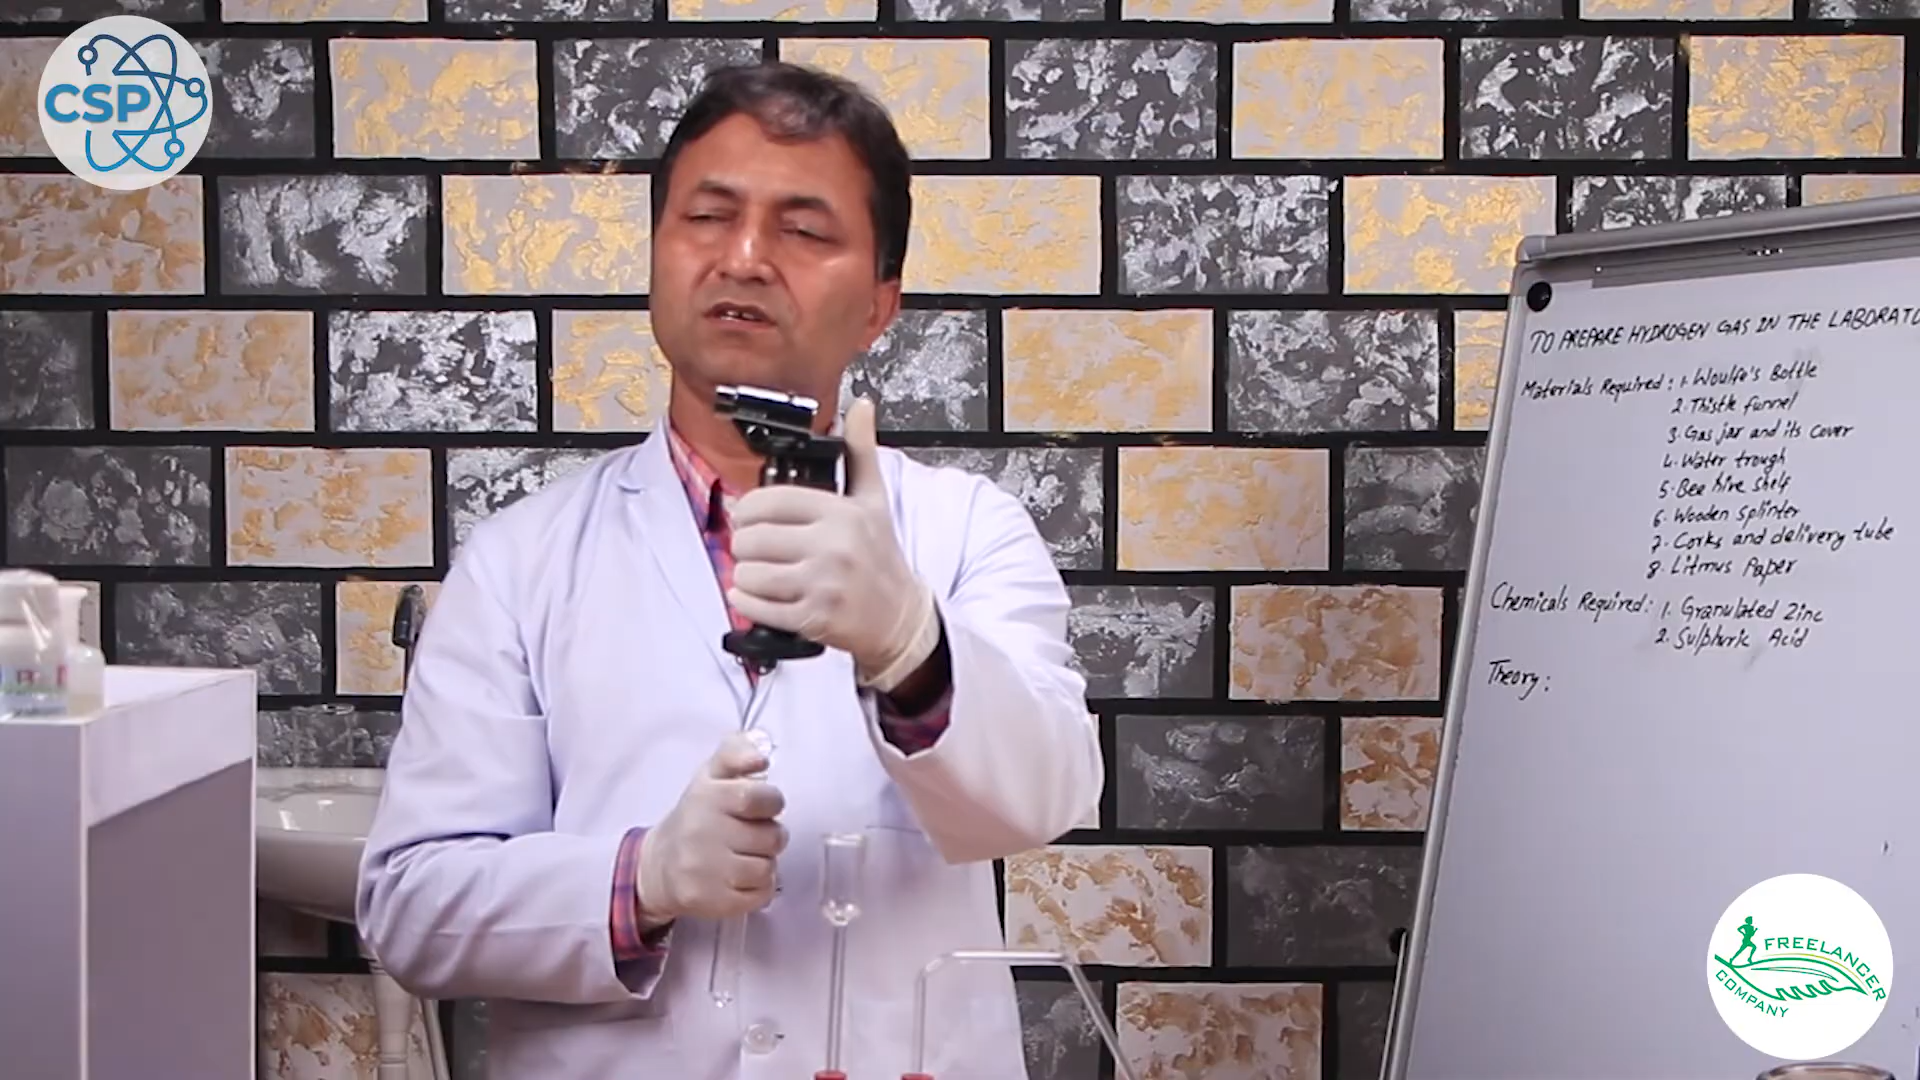 CSP
TO PREPARE HYDROGEN GAS IN THE LABORATO
Materials Required: 1. Woulfe's Bottle
2. Thistle funnel
3. Gas jar and its cover
4. Water trough
5. Bee hive shelf
6. Wooden splinter
7. Corks and delivery tube
8. Litmus Paper
Chemicals Required: 1. Granulated Zinc
2. Sulphuric Acid
Theory:
FREELANCER
COMPANY